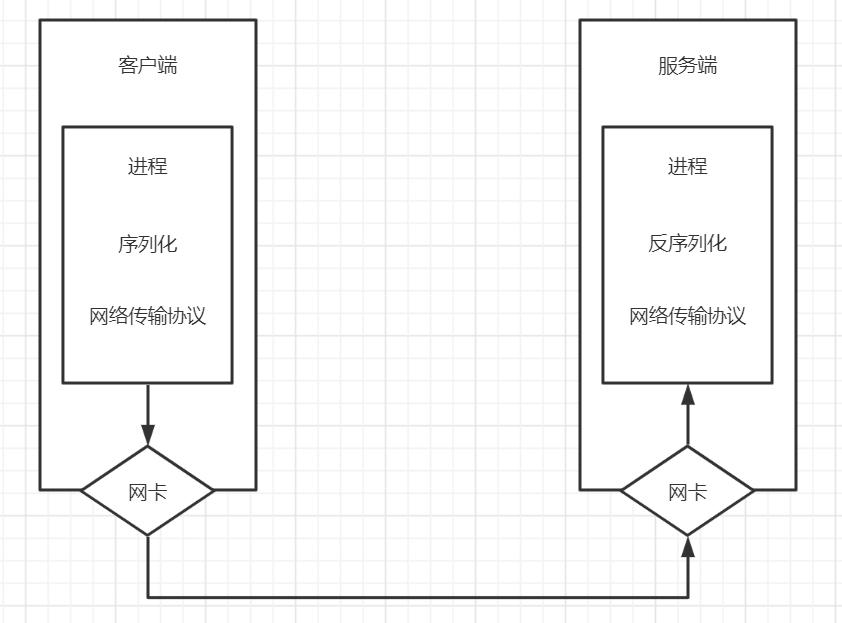 客户端
进程
序列化
网络传输协议
网卡
服务端
进程
反序列化
网络传输协议
网卡